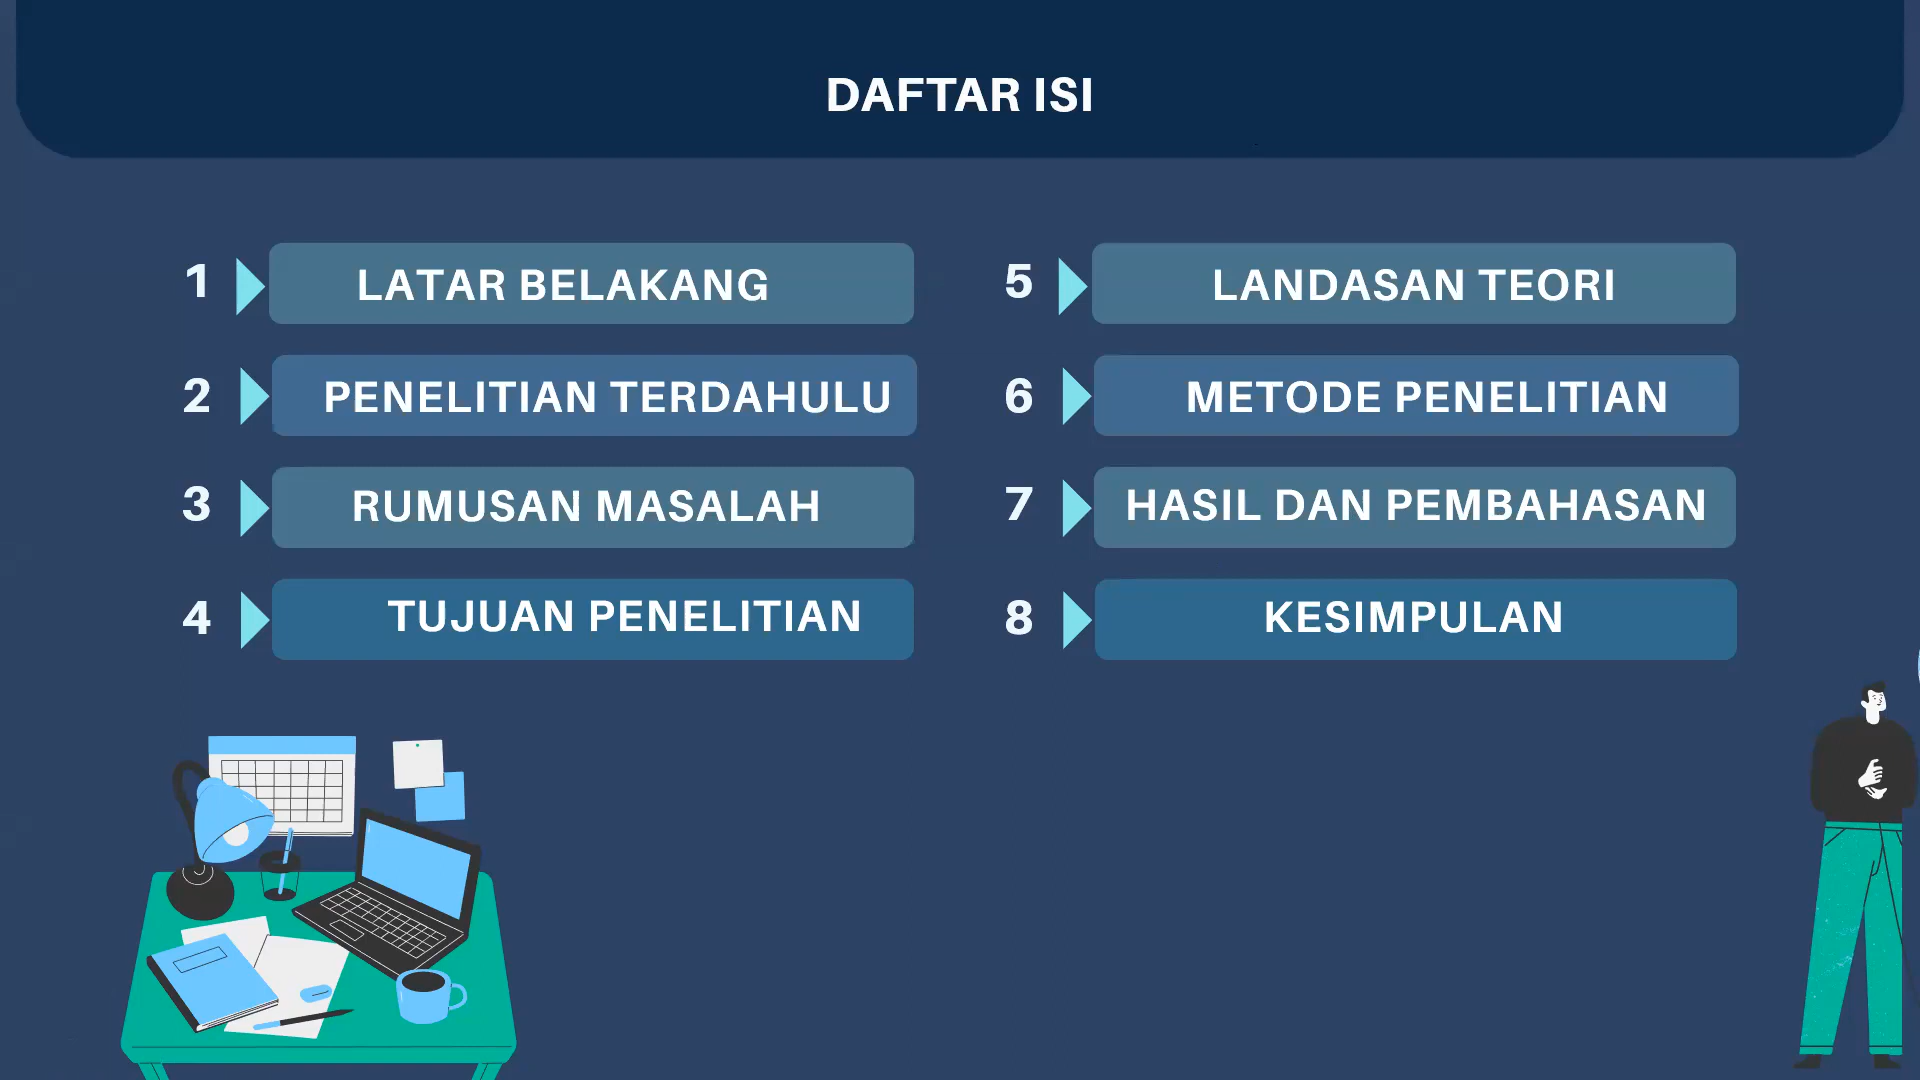 DAFTAR ISI
1 LATAR BELAKANG
2 PENELITIAN TERDAHULU
3 RUMUSAN MASALAH
4 TUJUAN PENELITIAN
5 LANDASAN TEORI
6 METODE PENELITIAN
7 HASIL DAN PEMBAHASAN
8 KESIMPULAN